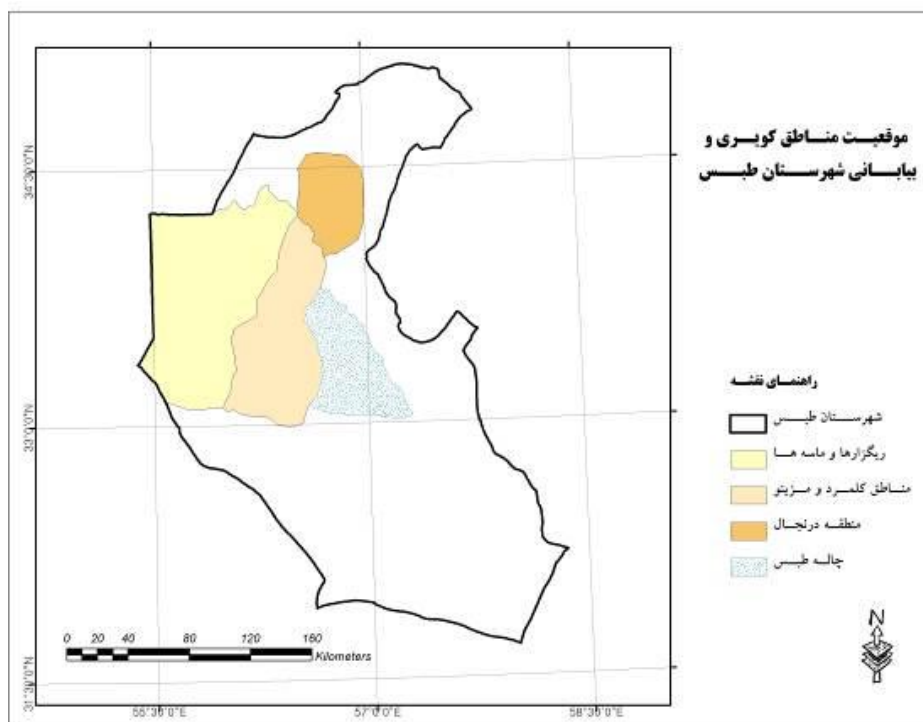 موقعیت مناطق کویری و
بیابانی شهرستان طبس
راهنمای نقشه
شهرستان طبس
ریگزارها و ماسه ها
مناطق کلمرد و مزینو
منطقه درنجال
چاله طبس
N
0 20 40 80 120 160
Kilometers
34°30'0"N
33°0'0"N
31°30'0"N
55°30'0"E 57°0'0"E 58°30'0"E